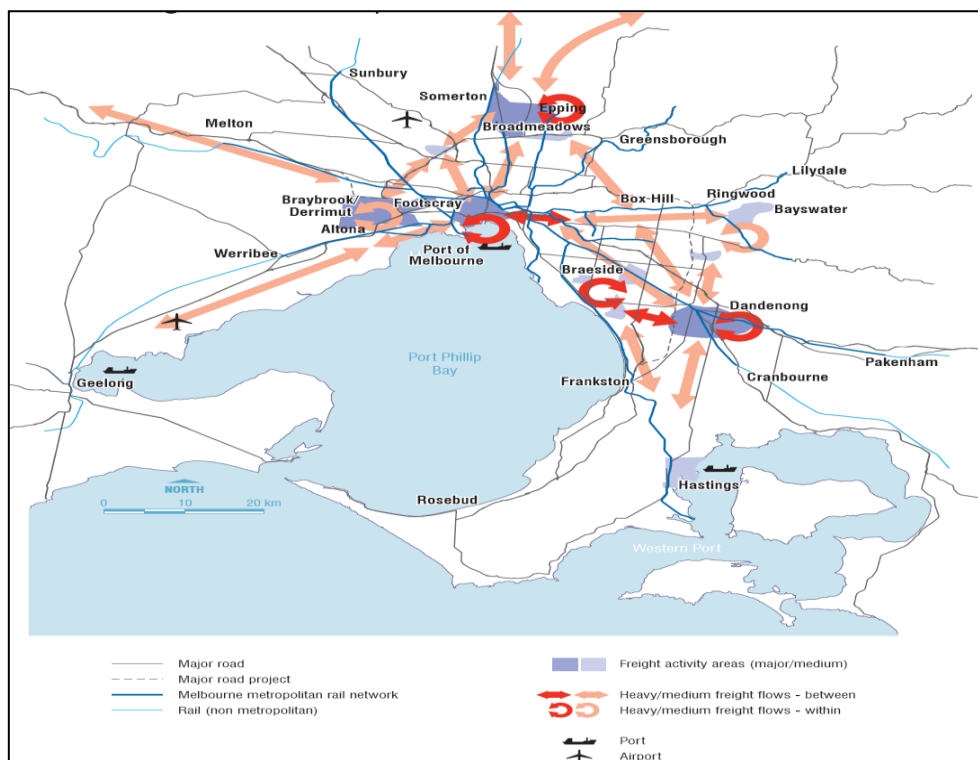 Sunbury
Somerton
Epping
Broadmeadows
Melton
Greensborough
Lilydale
Ringwood
Box-Hill
Bayswater
Braybrook/
Derrimut
Footscray
Altona
Werribee
Port of
Melbourne
Braeside
Dandenong
Port Phillip
Bay
Geelong
Frankston
Cranbourne
Pakenham
NORTH
0 10 20 km
Rosebud
Hastings
Western Port
Major road
Major road project
Melbourne metropolitan rail network
Rail (non metropolitan)
Freight activity areas (major/medium)
Heavy/medium freight flows - between
Heavy/medium freight flows - within
Port
Airport